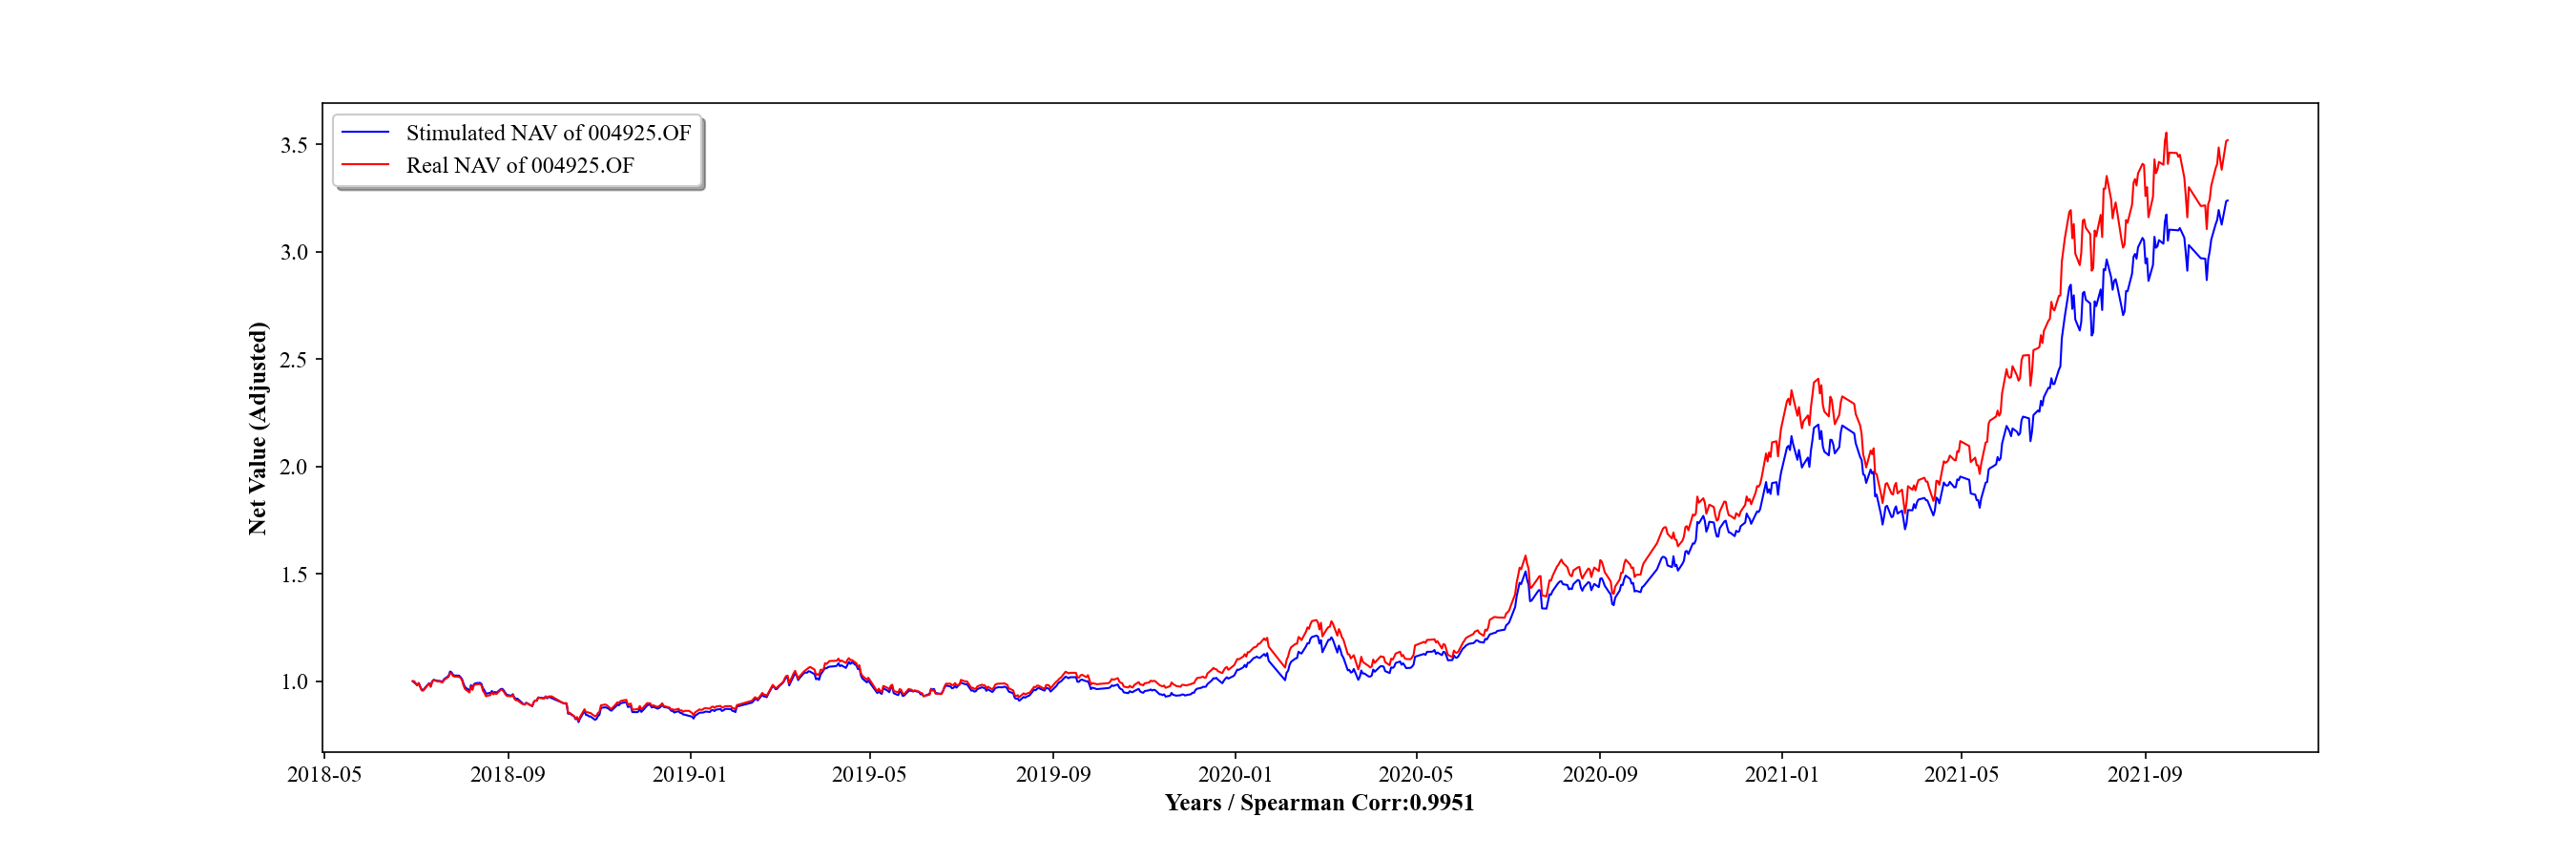 Stimulated NAV of 004925.OF
Real NAV of 004925.OF
Net Value (Adjusted)
3.5
3.0
2.5
2.0
1.5
1.0
2018-05 2018-09 2019-01 2019-05 2019-09 2020-01 2020-05 2020-09 2021-01 2021-05 2021-09
Years / Spearman Corr:0.9951